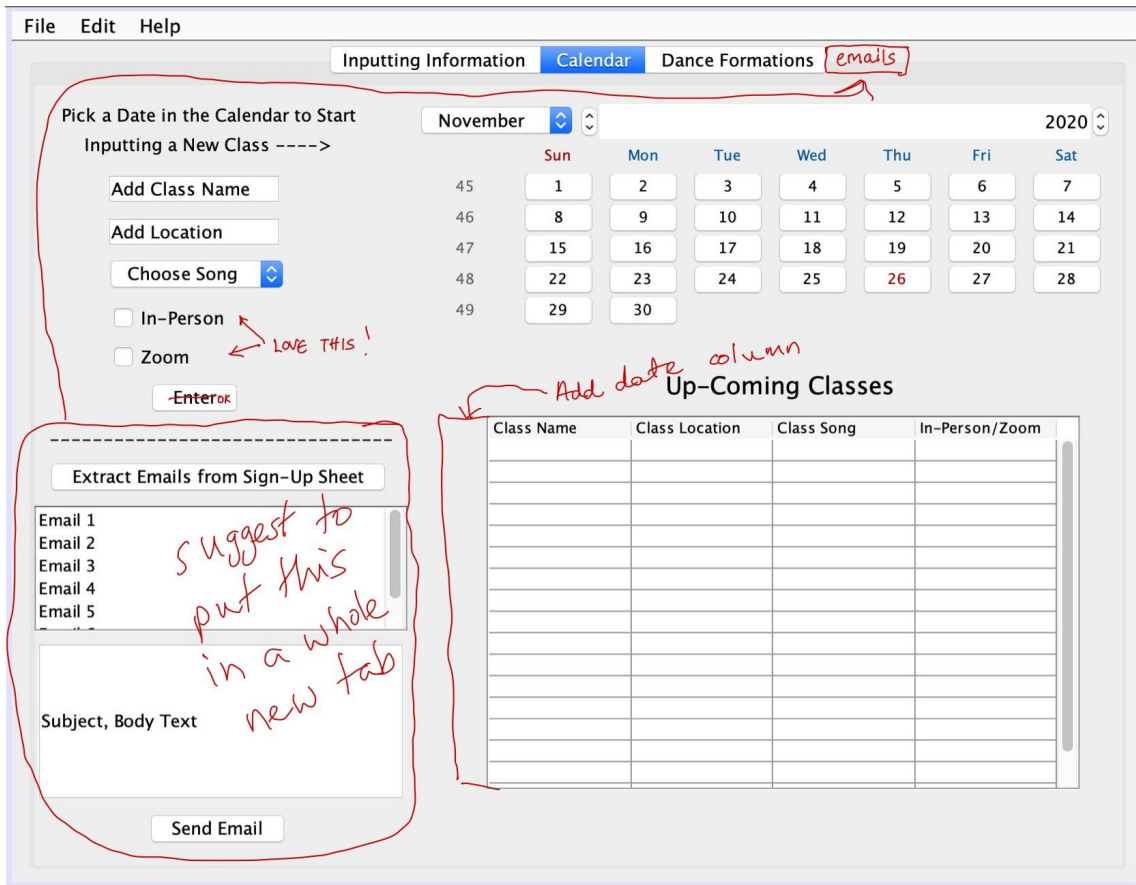 File Edit Help
Inputting Information Calendar Dance Formations emails
Pick a Date in the Calendar to Start
Inputting a New Class ---->
Add Class Name
Add Location
Choose Song
In-Person
Zoom
LOVE THIS!
Enter OK
November 2020
Sun Mon Tue Wed Thu Fri Sat
45 1 2 3 4 5 6 7
46 8 9 10 11 12 13 14
47 15 16 17 18 19 20 21
48 22 23 24 25 26 27 28
49 29 30
Add date column
Up-Coming Classes
Class Name Class Location Class Song In-Person/Zoom
Extract Emails from Sign-Up Sheet
Email 1
Email 2
Email 3
Email 4
Email 5
suggest to
put this
in a whole
new tab
Subject, Body Text
Send Email